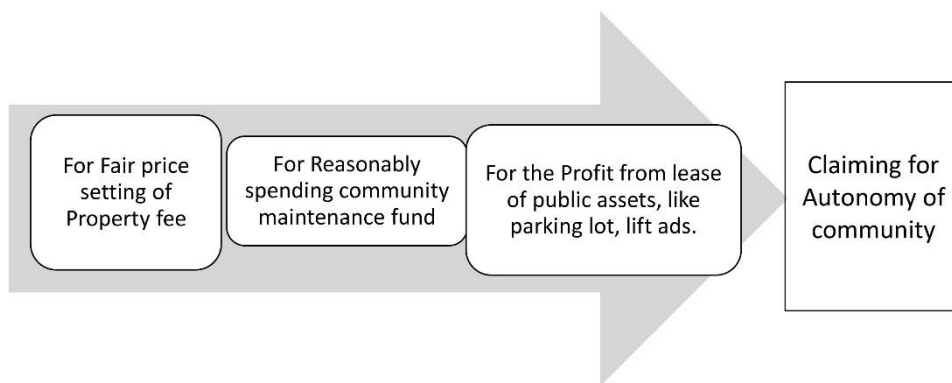 For Fair price
setting of
Property fee
For Reasonably
spending community
maintenance fund
For the Profit from lease
of public assets, like
parking lot, lift ads.
Claiming for
Autonomy of
community